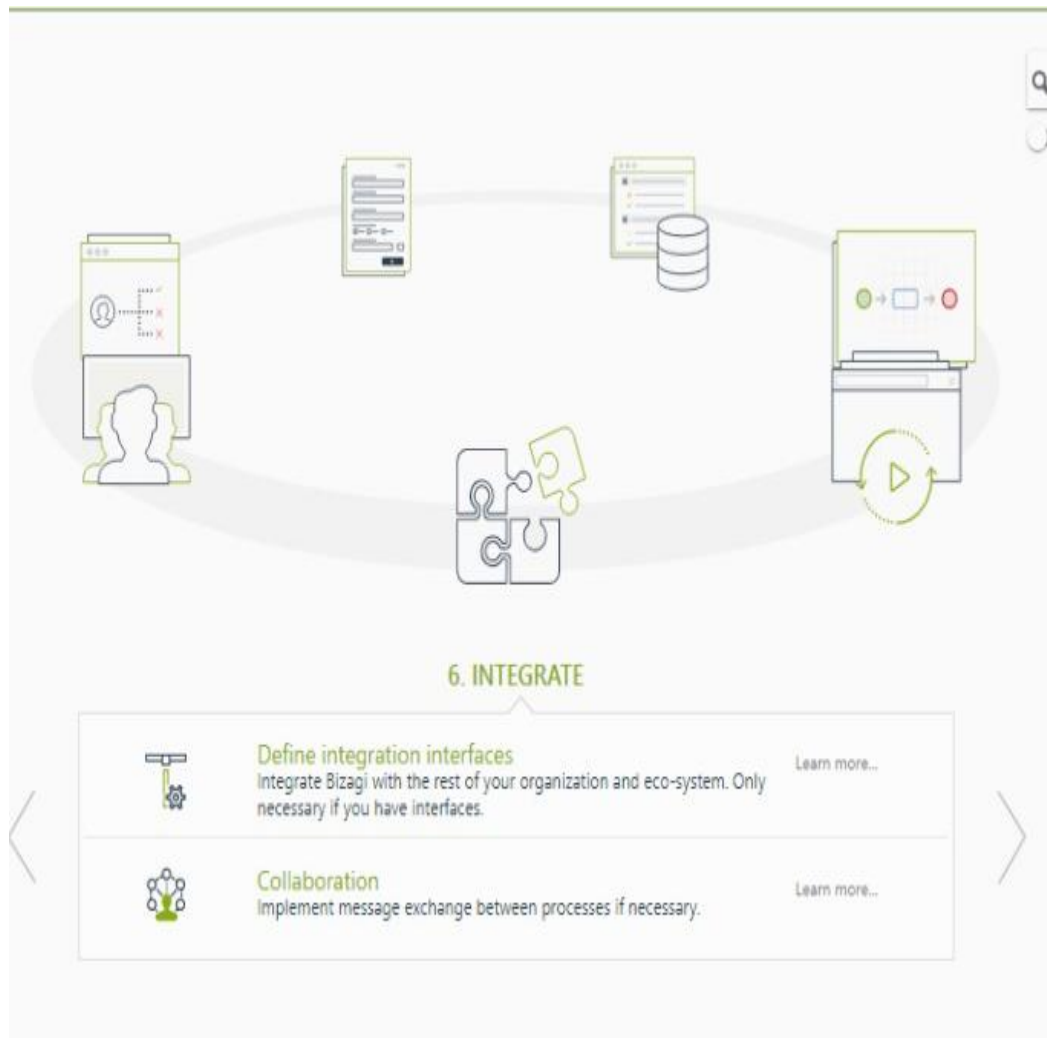 6. INTEGRATE
Define integration interfaces
Learn more...
Integrate Bizagi with the rest of your organization and eco-system. Only
necessary if you have interfaces.
Collaboration
Learn more...
Implement message exchange between processes if necessary.